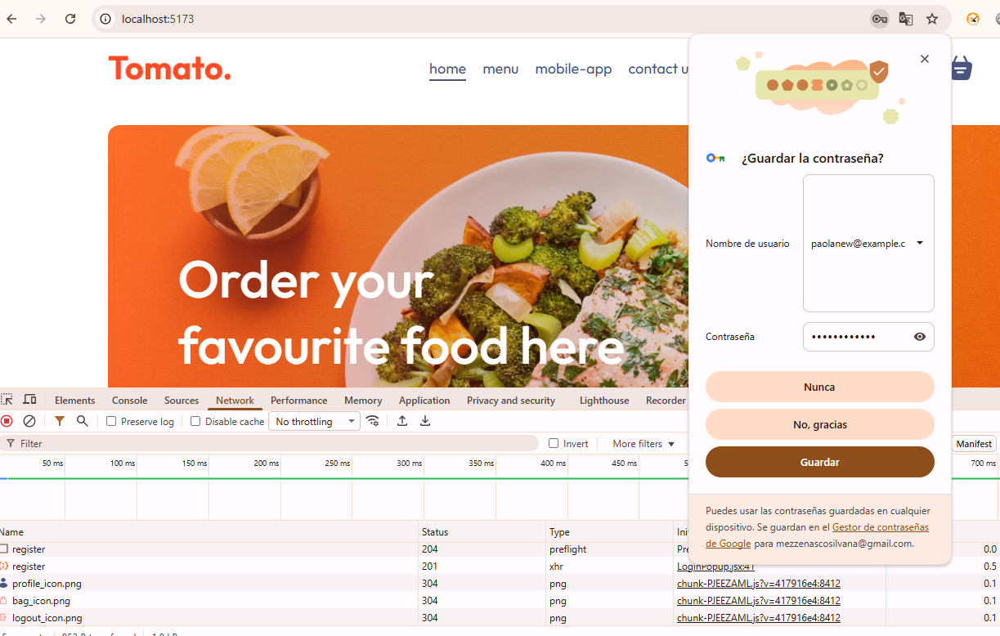 localhost:5173
Tomato.
home menu mobile-app contact u
Order your
favourite food here
¿Guardar la contraseña?
Nombre de usuario paolanew@example.c
Contraseña ••••••••••••
Nunca
No, gracias
Guardar
Puedes usar las contraseñas guardadas en cualquier
dispositivo. Se guardan en el Gestor de contraseñas
de Google para mezzenascosilvana@gmail.com.
Elements Console Sources Network Performance Memory Application Privacy and security Lighthouse Recorder
Preserve log Disable cache No throttling
Filter Invert More filters Manifest
50 ms 100 ms 150 ms 200 ms 250 ms 300 ms 350 ms 400 ms 450 ms 5 700 ms
Name Status Type Ini
register 204 preflight Pre 0.0
register 201 xhr LoginPopup.jsx:41 0.5
profile_icon.png 304 png chunk-PJEEZAML.js?v=417916e4:8412 0.1
bag_icon.png 304 png chunk-PJEEZAML.js?v=417916e4:8412 0.1
logout_icon.png 304 png chunk-PJEEZAML.js?v=417916e4:8412 0.1